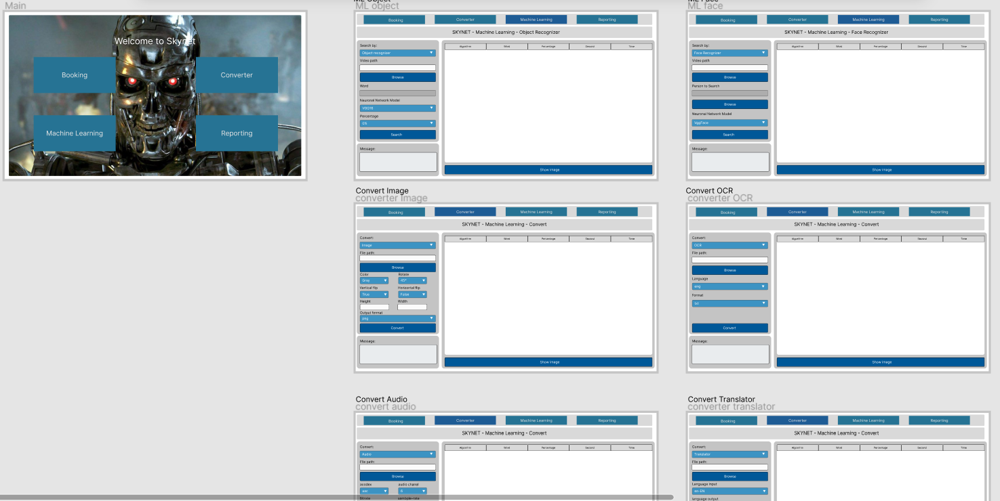 Main
Welcome to Skynet
Booking
Converter
Machine Learning
Reporting
ML Object
ML object
Booking
Converter
Machine Learning
Reporting
SKYNET - Machine Learning - Object Recognizer
Search by:
Object recognizer
Video path
Browse
Word
Neuronal Network Model
VGG19
Percentage
0%
Search
Message:
Algorithm Word Percentage Second Time
Show image
ML Face
ML face
Booking
Converter
Machine Learning
Reporting
SKYNET - Machine Learning - Face Recognizer
Search by:
Face Recognizer
Video path
Browse
Person to Search
Browse
Neuronal Network Model
VggFace
Search
Message:
Algorithm Word Percentage Second Time
Show image
Convert Image
converter image
Booking
Converter
Machine Learning
Reporting
SKYNET - Machine Learning - Convert
Convert:
Image
File path:
Browse
Color Rotate
Gray 45°
Vertical flip Horizontal flip
True False
Height Width
Output format
png
Convert
Message:
Algorithm Word Percentage Second Time
Show image
Convert OCR
converter OCR
Booking
Converter
Machine Learning
Reporting
SKYNET - Machine Learning - Convert
Convert:
OCR
File path:
Browse
Language
eng
Format
txt
Convert
Message:
Algorithm Word Percentage Second Time
Show image
Convert Audio
convert audio
Booking
Converter
Machine Learning
Reporting
SKYNET - Machine Learning - Convert
Convert:
Audio
File path:
Browse
acodex audio chanel
aac 6
Bitrate
Algorithm Word Percentage Second Time
Convert Translator
converter translator
Booking
Converter
Machine Learning
Reporting
SKYNET - Machine Learning - Convert
Convert:
Translator
File path:
Browse
Language input
en-EN
language output
Algorithm Word Percentage Second Time